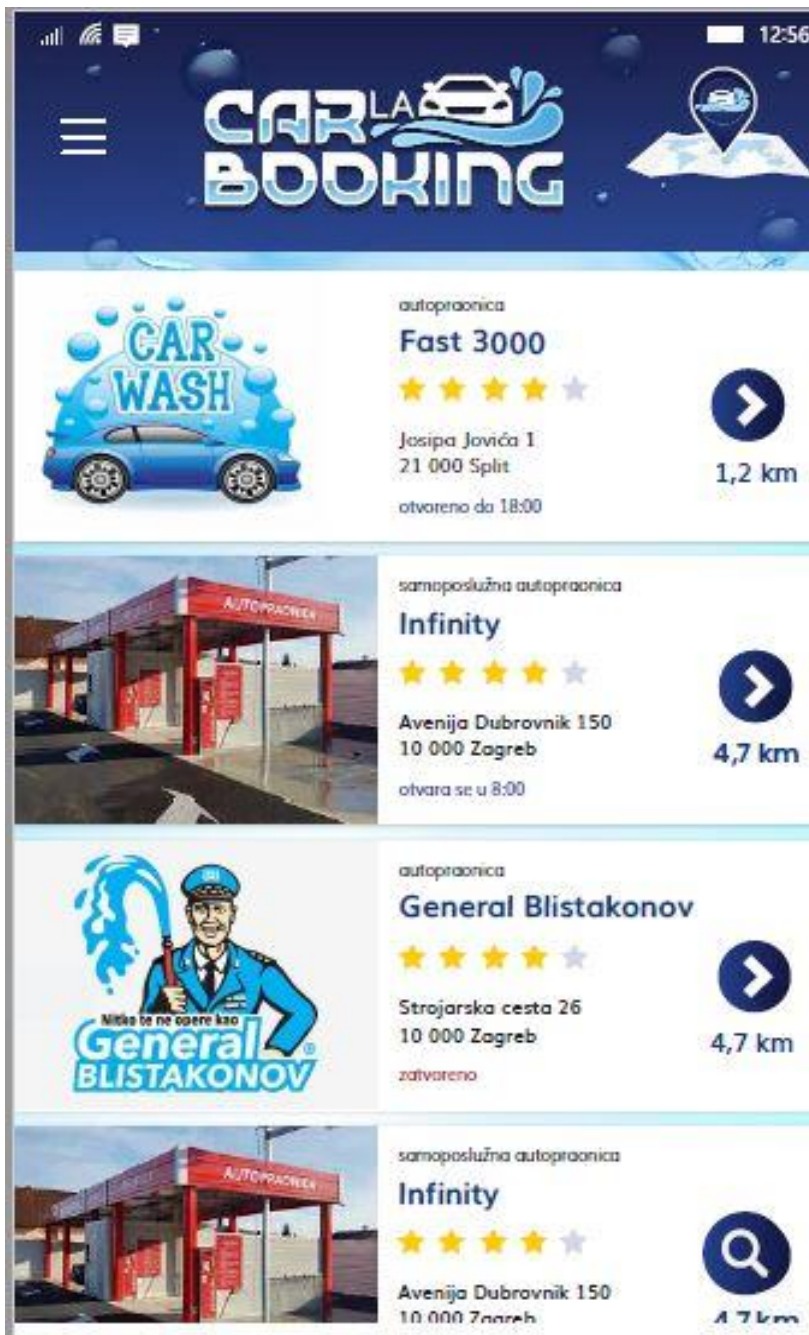 12:56
CAR LA
BOOKING
CAR
WASH
autopraonica
Fast 3000
Josipa Jovića 1
21 000 Split
otvoreno do 18:00
1,2 km
AUTOPRAONICA
samoposlužna autopraonica
Infinity
Avenija Dubrovnik 150
10 000 Zagreb
otvara se u 8:00
4,7 km
Nitko te ne opere kao
General
BLISTAKONOV
autopraonica
General Blistakonov
Strojarska cesta 26
10 000 Zagreb
zatvoreno
4,7 km
AUTOPRAONICA
samoposlužna autopraonica
Infinity
Avenija Dubrovnik 150
10 000 Zagreb
4,7 km